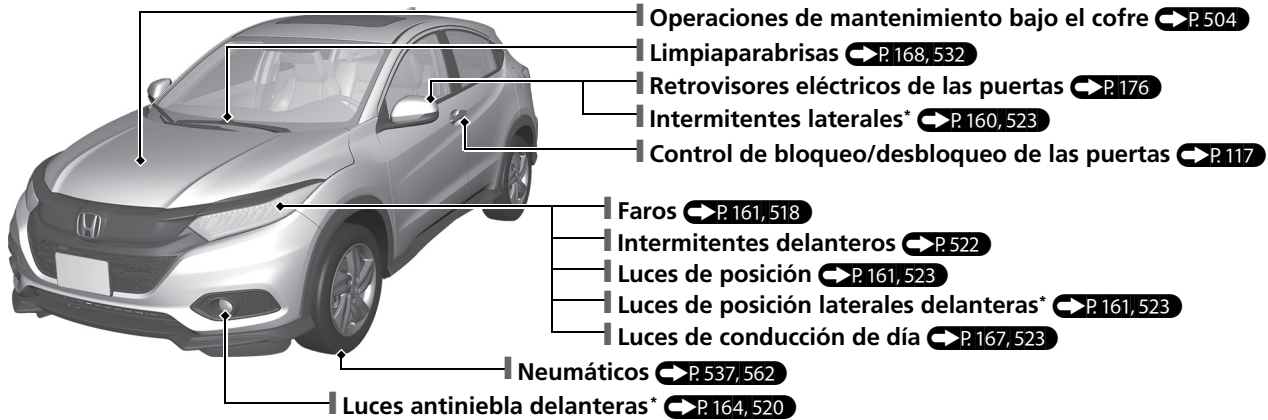 Operaciones de mantenimiento bajo el cofre P. 504
Limpiaparabrisas P. 168, 532
Retrovisores eléctricos de las puertas P. 176
Intermitentes laterales* P. 160, 523
Control de bloqueo/desbloqueo de las puertas P. 117
Faros P. 161, 518
Intermitentes delanteros P. 522
Luces de posición P. 161, 523
Luces de posición laterales delanteras* P. 161, 523
Luces de conducción de día P. 167, 523
Neumáticos P. 537, 562
Luces antiniebla delanteras* P. 164, 520